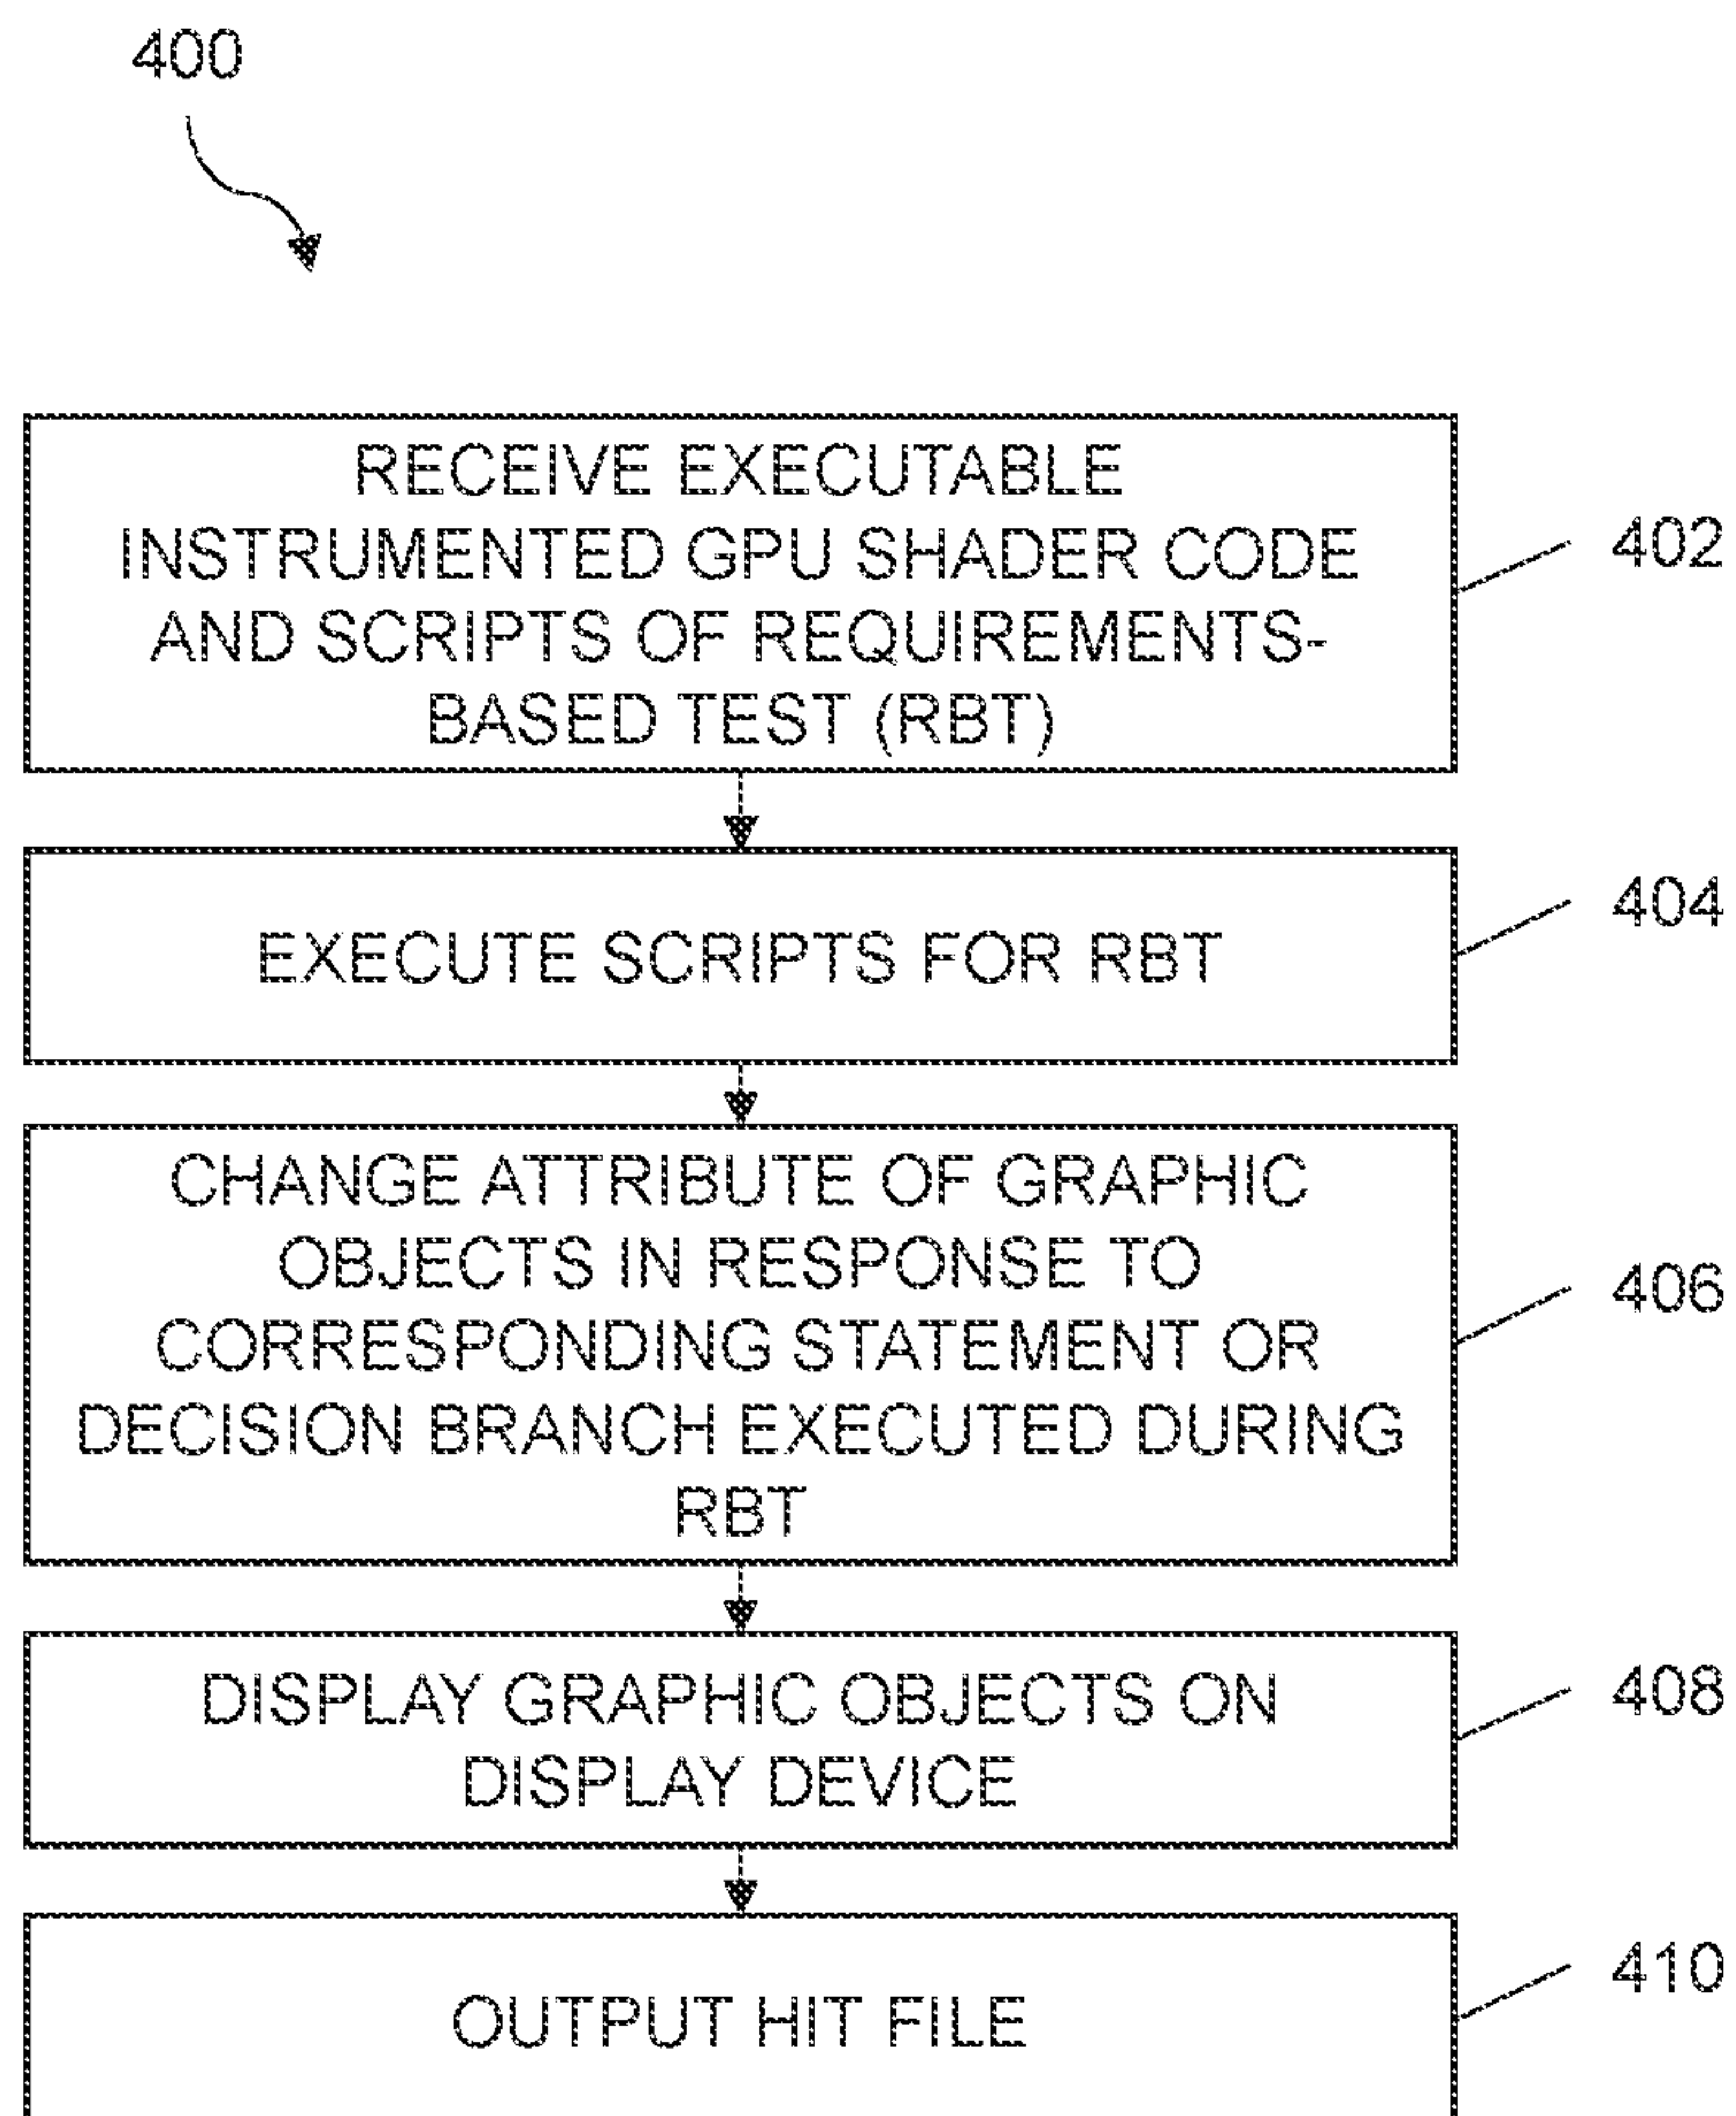 400
RECEIVE EXECUTABLE
INSTRUMENTED GPU SHADER CODE
AND SCRIPTS OF REQUIREMENTS-
BASED TEST (RBT)
402
EXECUTE SCRIPTS FOR RBT
404
CHANGE ATTRIBUTE OF GRAPHIC
OBJECTS IN RESPONSE TO
CORRESPONDING STATEMENT OR
DECISION BRANCH EXECUTED DURING
RBT
406
DISPLAY GRAPHIC OBJECTS ON
DISPLAY DEVICE
408
OUTPUT HIT FILE
410